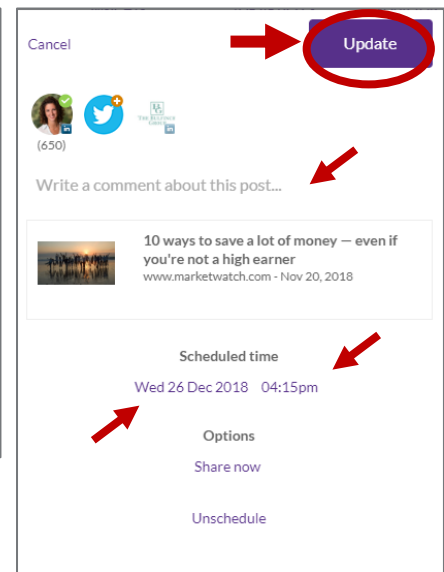 Cancel
Update
in
in
(650)
Write a comment about this post...
10 ways to save a lot of money — even if
you're not a high earner
www.marketwatch.com - Nov 20, 2018
Scheduled time
Wed 26 Dec 2018 04:15pm
Options
Share now
Unschedule